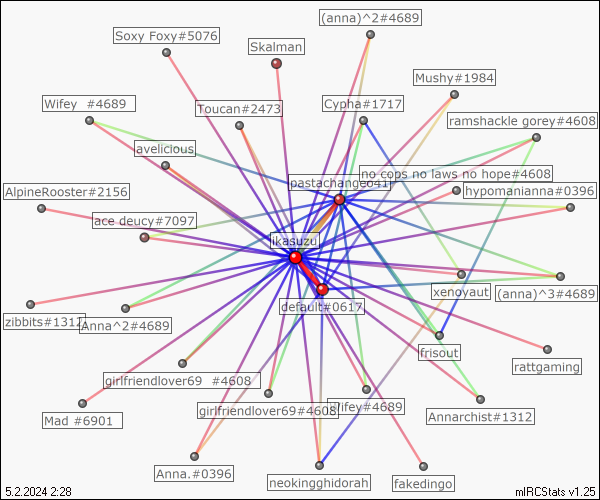 (anna)^2#4689
Soxy Foxy#5076
Skalman
Mushy#1984
Wifey  #4689
Toucan#2473
Cypha#1717
ramshackle gorey#4608
avelicious
no cops no laws no hope#4608
pastachangeo41
hypomanianna#0396
AlpineRooster#2156
ace deucy#7097
ikasuzu
xenoyaut
(anna)^3#4689
default#0617
zibbits#1312
Anna^2#4689
frisout
rattgaming
girlfriendlover69  #4608
girlfriendlover69#4608
Wifey#4689
Mad #6901
Annarchist#1312
Anna.#0396
neokingghidorah
fakedingo
5.2.2024 2:28
mIRCStats v1.25